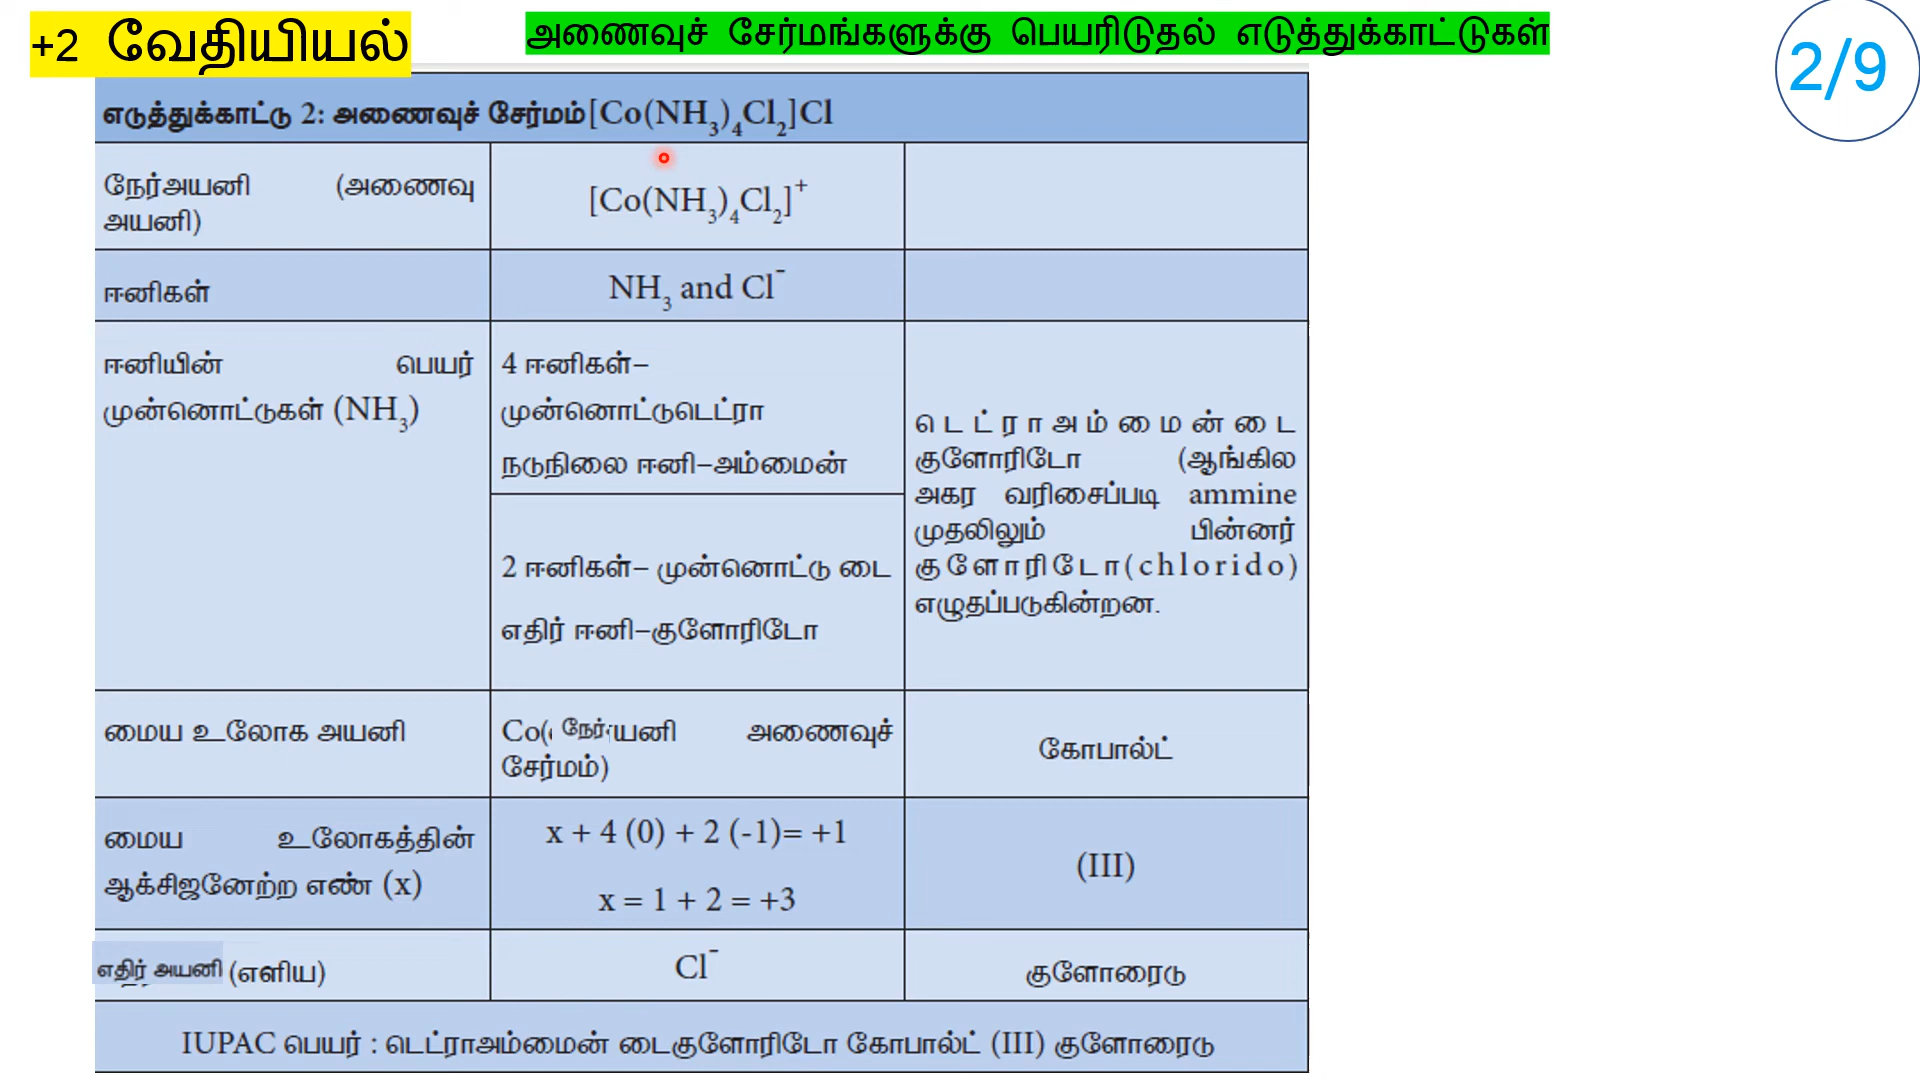 +2 வேதியியல்
அணைவுச் சேர்மங்களுக்கு பெயரிடுதல் எடுத்துக்காட்டுகள்
2/9
எடுத்துக்காட்டு 2: அணைவுச் சேர்மம் [Co(NH₃)₄Cl₂]Cl
நேர்அயனி (அணைவு
அயனி)
[Co(NH₃)₄Cl₂]⁺
ஈனிகள்
NH₃ and Cl⁻
ஈனியின் பெயர்
முன்னொட்டுகள் (NH₃)
4 ஈனிகள்–
முன்னொட்டுடெட்ரா
நடுநிலை ஈனி–அம்மைன்
2 ஈனிகள்– முன்னொட்டு டை
எதிர் ஈனி–குளோரிடோ
டெட்ராஅம்மைன்டை
குளோரிடோ (ஆங்கில
அகர வரிசைப்படி ammine
முதலிலும் பின்னர்
குளோரிடோ(chlorido)
எழுதப்படுகின்றன.
மைய உலோக அயனி
Co( நேர்யனி அணைவுச்
சேர்மம்)
கோபால்ட்
மைய உலோகத்தின்
ஆக்சிஜனேற்ற எண் (x)
x + 4 (0) + 2 (-1)= +1
x = 1 + 2 = +3
(III)
எதிர் அயனி (எளிய)
Cl⁻
குளோரைடு
IUPAC பெயர் : டெட்ராஅம்மைன் டைகுளோரிடோ கோபால்ட் (III) குளோரைடு